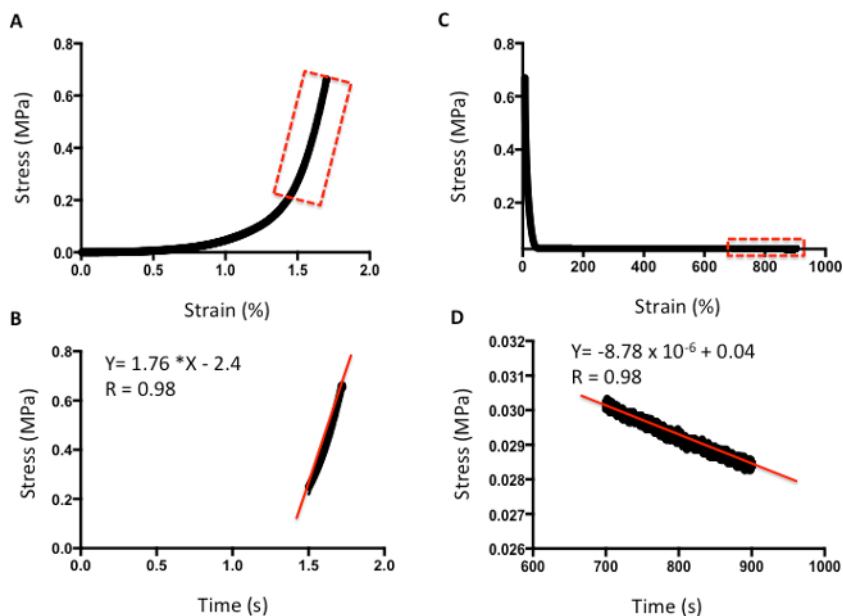 A
0.8
0.6
0.4
0.2
0.0
0.0 0.5 1.0 1.5 2.0
Stress (MPa)
Strain (%)
C
0.8
0.6
0.4
0.2
0 200 400 600 800 1000
Stress (MPa)
Strain (%)
B
Y= 1.76 *X - 2.4
R = 0.98
0.8
0.6
0.4
0.2
0.0
0.0 0.5 1.0 1.5 2.0
Stress (MPa)
Time (s)
D
Y= -8.78 x 10⁻⁶ + 0.04
R = 0.98
0.033
0.032
0.031
0.030
0.029
0.028
0.027
0.026
600 700 800 900 1000
Stress (MPa)
Time (s)